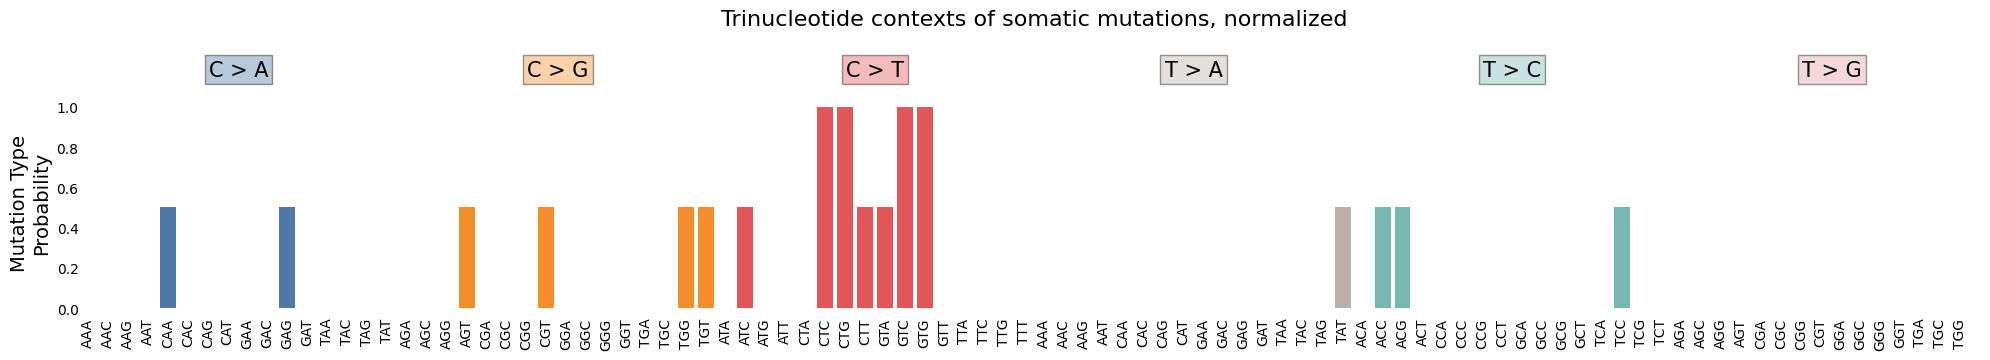 Trinucleotide contexts of somatic mutations, normalized
C > A
C > G
C > T
T > A
T > C
T > G
Mutation Type
Probability
1.0
0.8
0.6
0.4
0.2
0.0
AAA
AAC
AAG
AAT
CAA
CAC
CAG
CAT
GAA
GAC
GAG
GAT
TAA
TAC
TAG
TAT
AGA
AGC
AGG
AGT
CGA
CGC
CGG
CGT
GGA
GGC
GGG
GGT
TGA
TGC
TGG
TGT
ATA
ATC
ATG
ATT
CTA
CTC
CTG
CTT
GTA
GTC
GTG
GTT
TTA
TTC
TTG
TTT
AAA
AAC
AAG
AAT
CAA
CAC
CAG
CAT
GAA
GAC
GAG
GAT
TAA
TAC
TAG
TAT
ACA
ACC
ACG
ACT
CCA
CCC
CCG
CCT
GCA
GCC
GCG
GCT
TCA
TCC
TCG
TCT
AGA
AGC
AGG
AGT
CGA
CGC
CGG
CGT
GGA
GGC
GGG
GGT
TGA
TGC
TGG